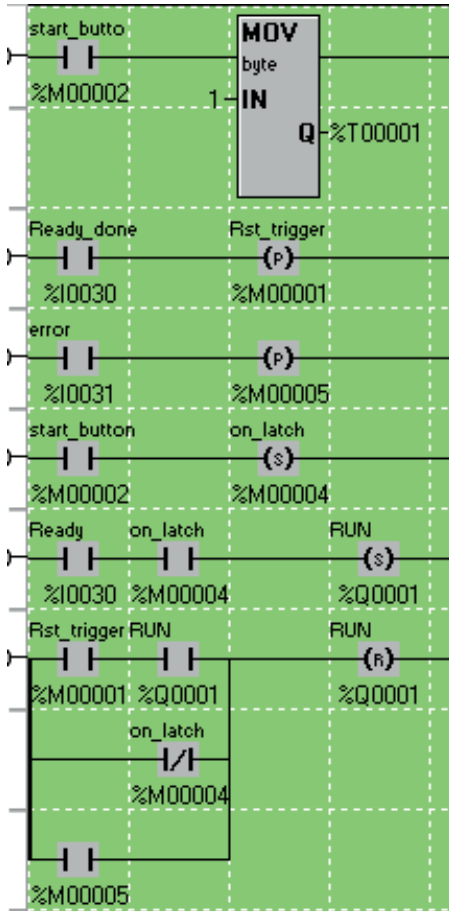 start_butto
MOV
byte
%M00002
1
IN
Q
%T00001
Ready_done Rst_trigger
(P)
%I0030 %M00001
error
(P)
%I0031 %M00005
start_button on_latch
(S)
%M00002 %M00004
Ready on_latch RUN
(S)
%I0030 %M00004 %Q0001
Rst_trigger RUN RUN
(R)
%M00001 %Q0001 %Q0001
on_latch
%M00004
%M00005